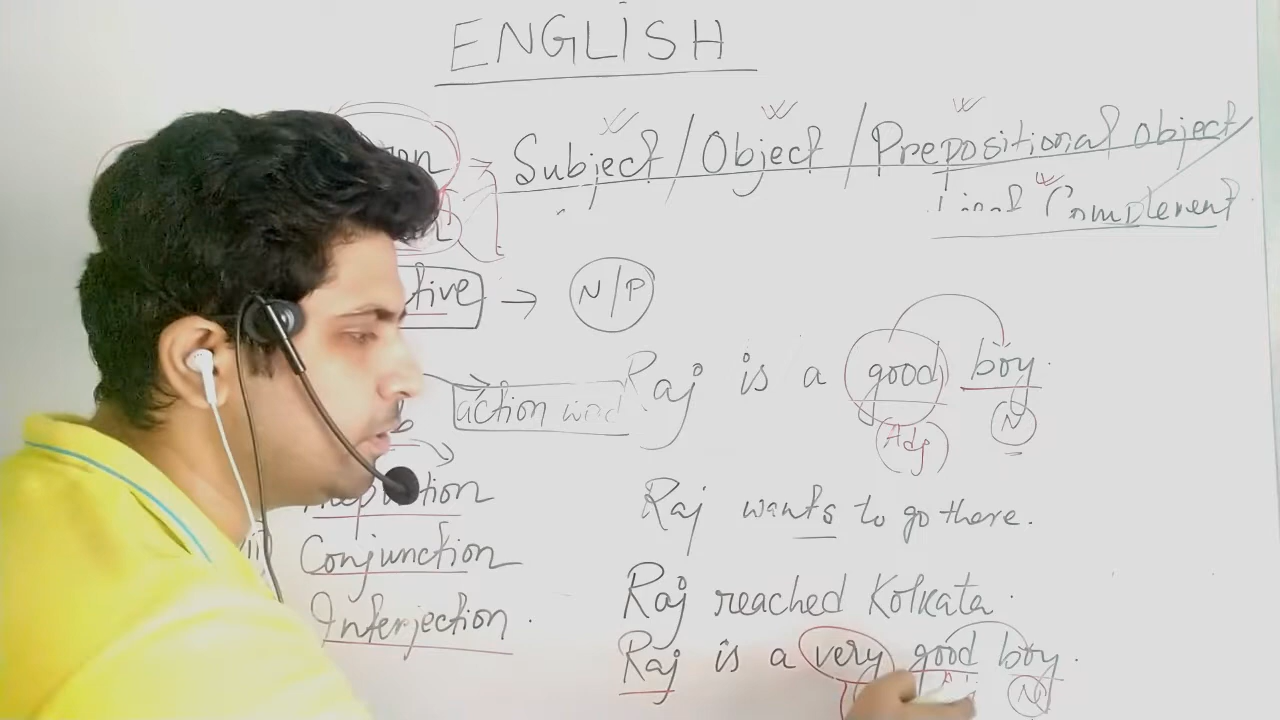 ENGLISH
Subject / Object / Prepositional Object
Complement
→ N/P
Raj is a good boy.
action word
Adj N
Raj wants to go there.
Conjunction
Raj reached Kolkata.
Interjection.
Raj is a very good boy.
N